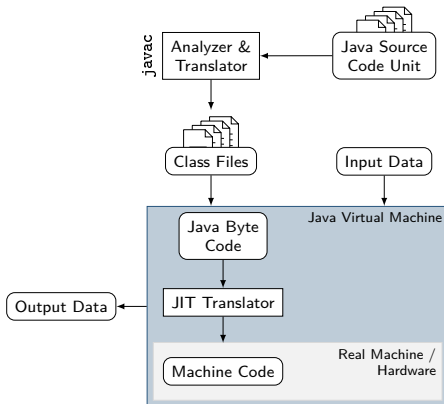 javac
Analyzer &
Translator
Java Source
Code Unit
Class Files
Input Data
Java Virtual Machine
Java Byte
Code
JIT Translator
Output Data
Real Machine /
Hardware
Machine Code